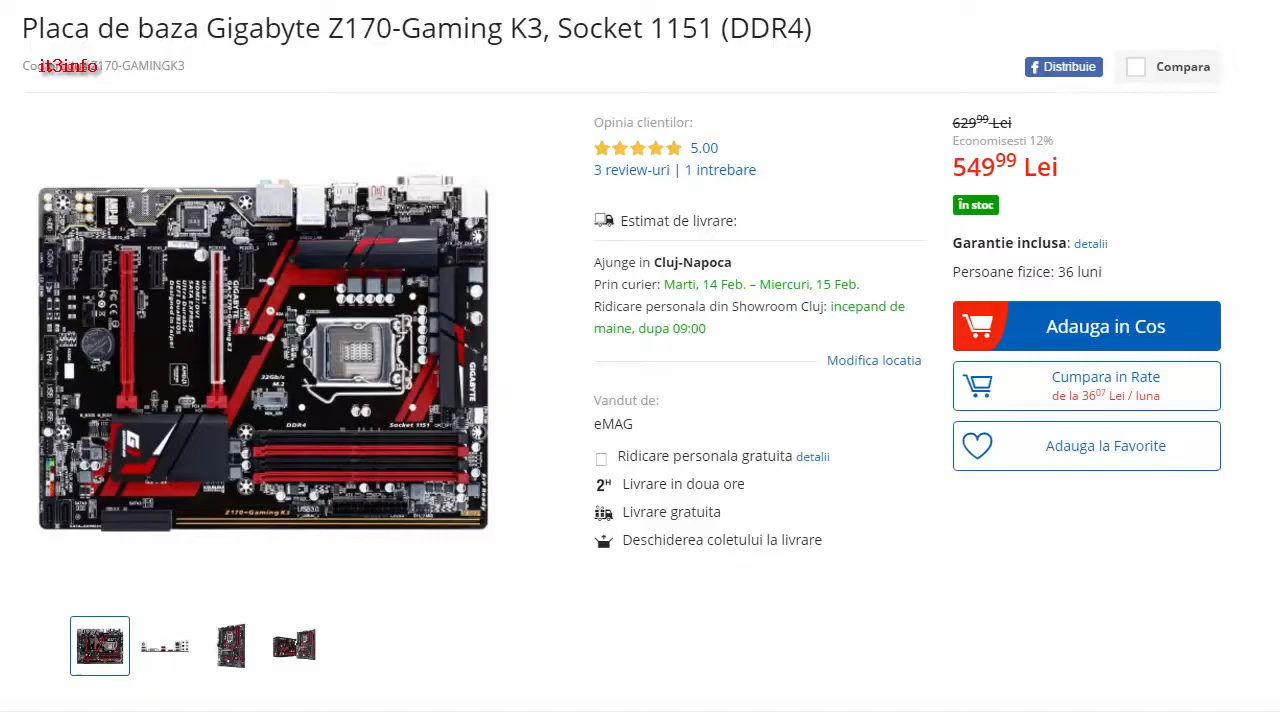 Placa de baza Gigabyte Z170-Gaming K3, Socket 1151 (DDR4)
it3info
Z170-GAMINGK3
Distribuie
Compara
Opinia clientilor:
5.00
3 review-uri | 1 intrebare
Estimat de livrare:
Ajunge in Cluj-Napoca
Prin curier: Marti, 14 Feb. – Miercuri, 15 Feb.
Ridicare personala din Showroom Cluj: incepand de
maine, dupa 09:00
Modifica locatia
Vandut de:
eMAG
Ridicare personala gratuita detalii
2H Livrare in doua ore
Livrare gratuita
Deschiderea coletului la livrare
629⁹⁹ Lei
Economisesti 12%
549⁹⁹ Lei
În stoc
Garantie inclusa: detalii
Persoane fizice: 36 luni
Adauga in Cos
Cumpara in Rate
de la 36⁰⁷ Lei / luna
Adauga la Favorite
GIGABYTE
32Gb/s
M.2
DDR4
Socket 1151
Z170-Gaming K3